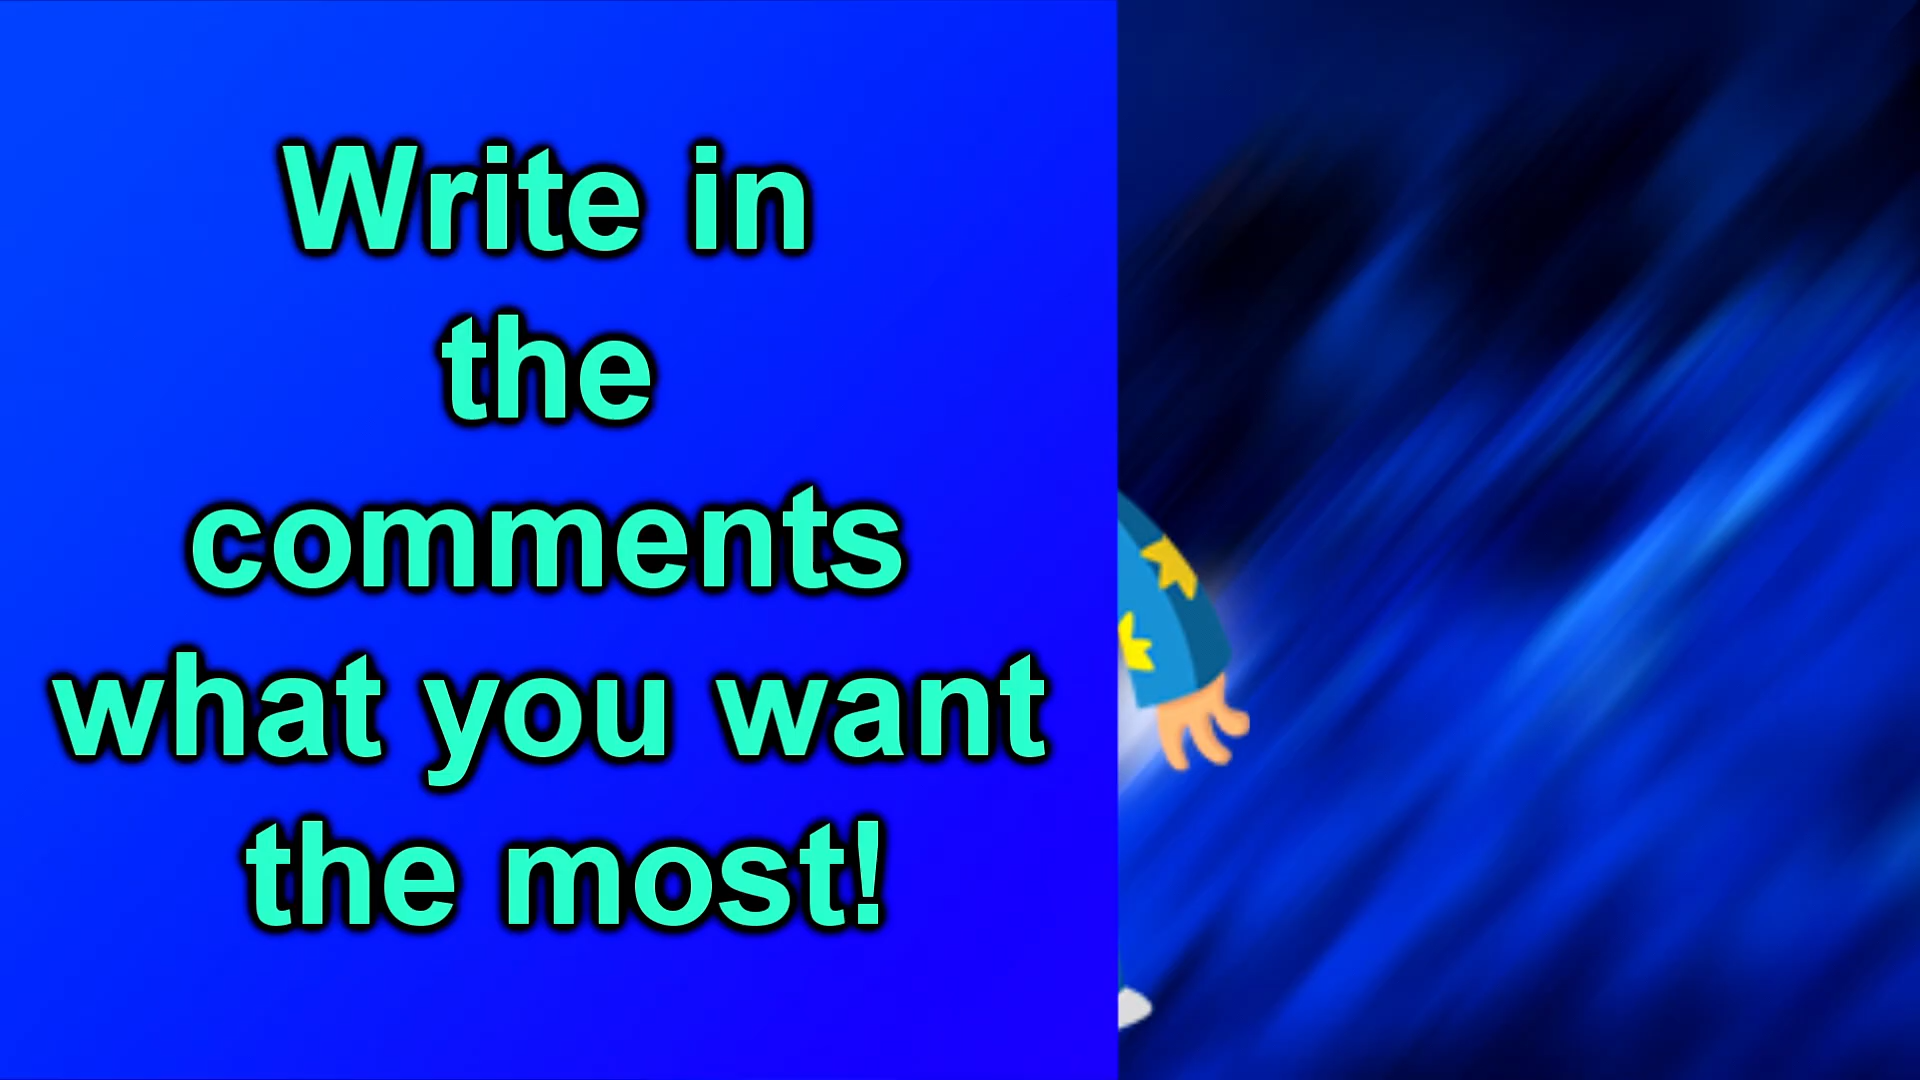 Write in
the
comments
what you want
the most!